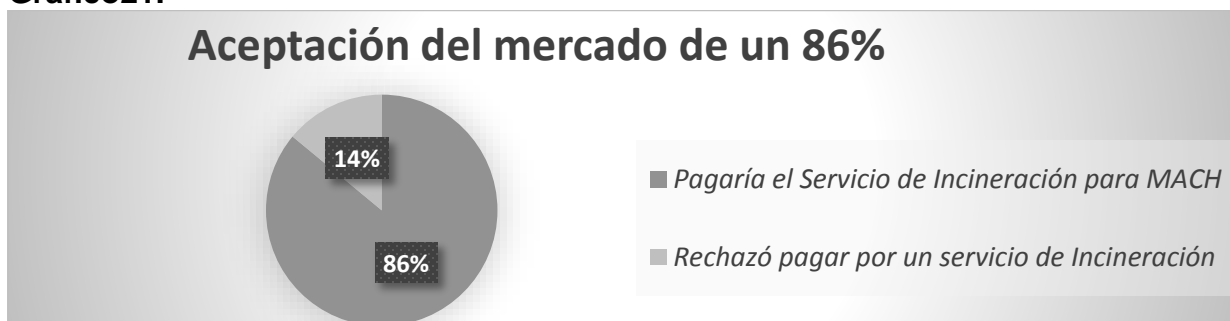 Aceptación del mercado de un 86%
14%
86%
Pagaría el Servicio de Incineración para MACH
Rechazó pagar por un servicio de Incineración